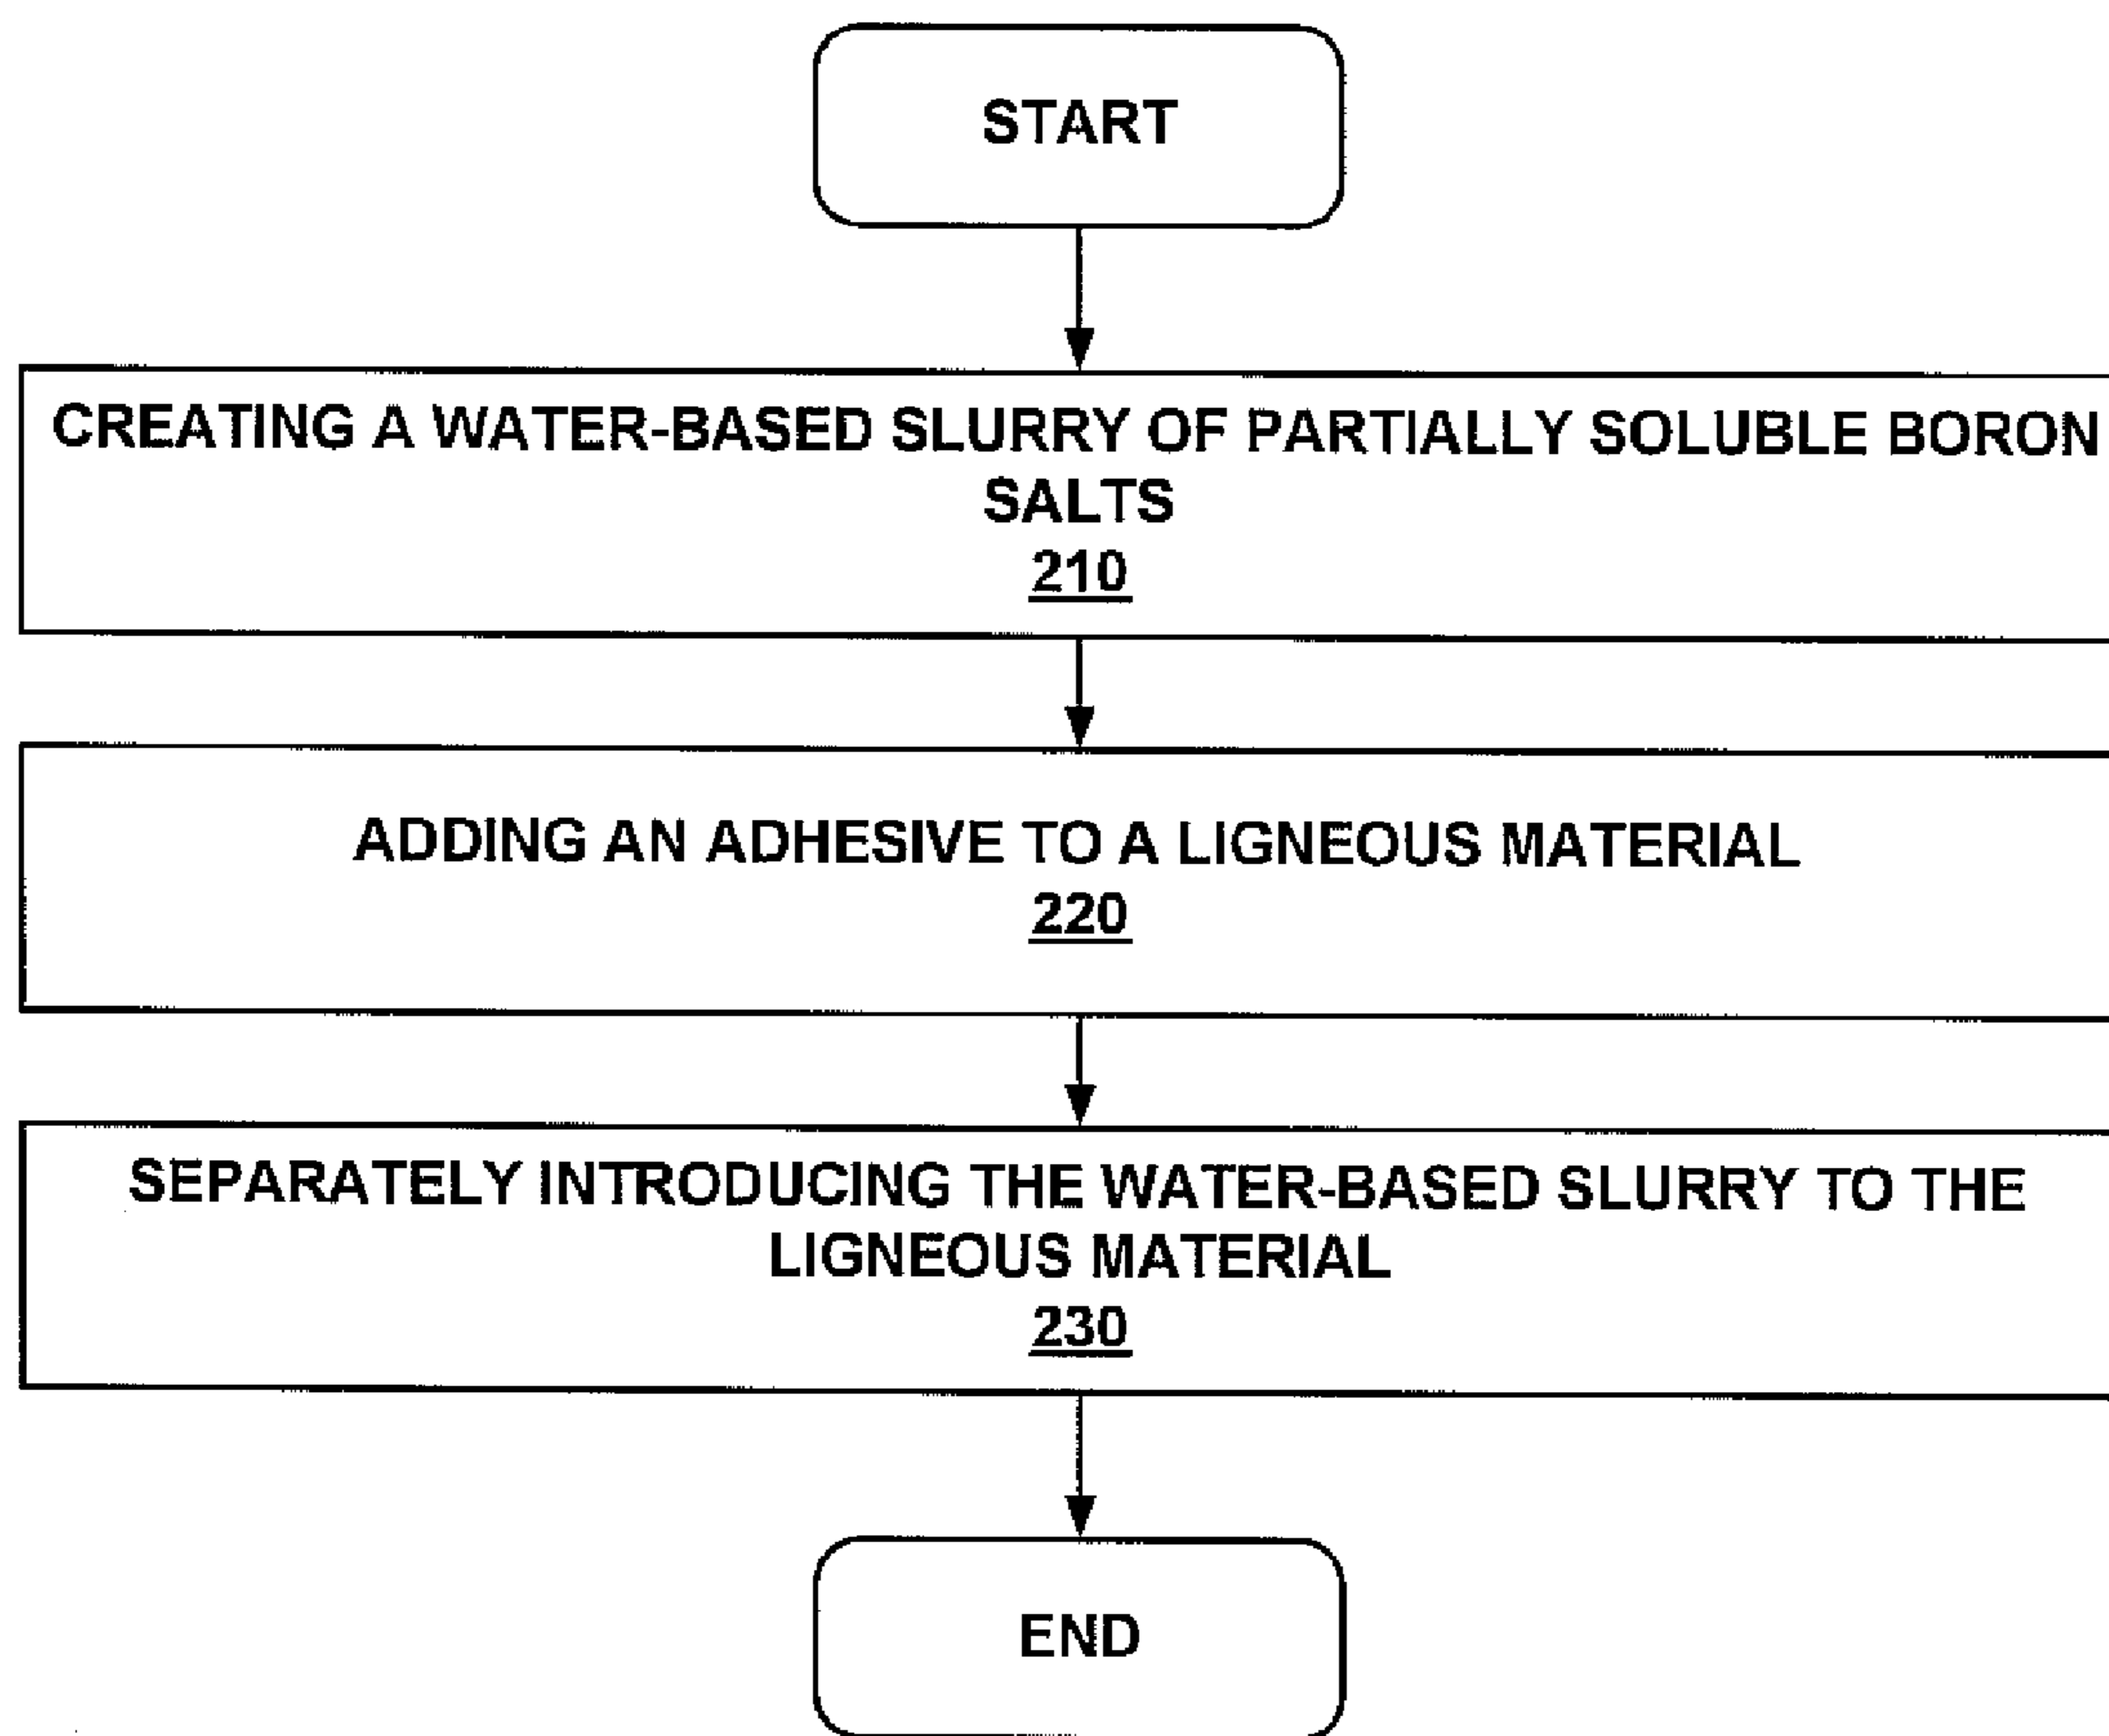 START
CREATING A WATER-BASED SLURRY OF PARTIALLY SOLUBLE BORON
SALTS
210
ADDING AN ADHESIVE TO A LIGNEOUS MATERIAL
220
SEPARATELY INTRODUCING THE WATER-BASED SLURRY TO THE
LIGNEOUS MATERIAL
230
END